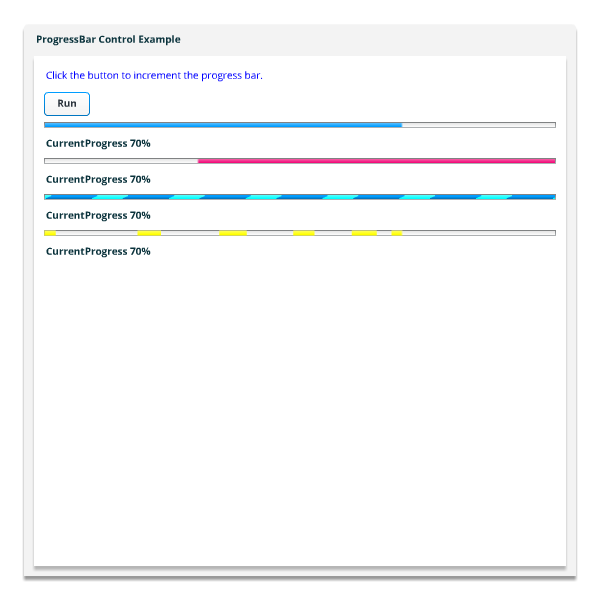 ProgressBar Control Example
Click the button to increment the progress bar.
Run
CurrentProgress 70%
CurrentProgress 70%
CurrentProgress 70%
CurrentProgress 70%